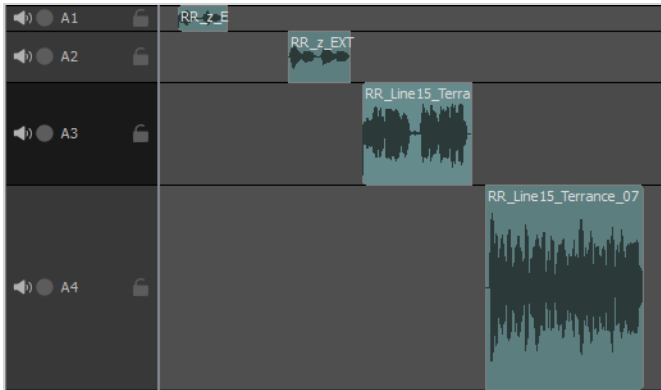 A1
RR_z_E
A2
RR_z_EXT
A3
RR_Line15_Terra
A4
RR_Line15_Terrance_07